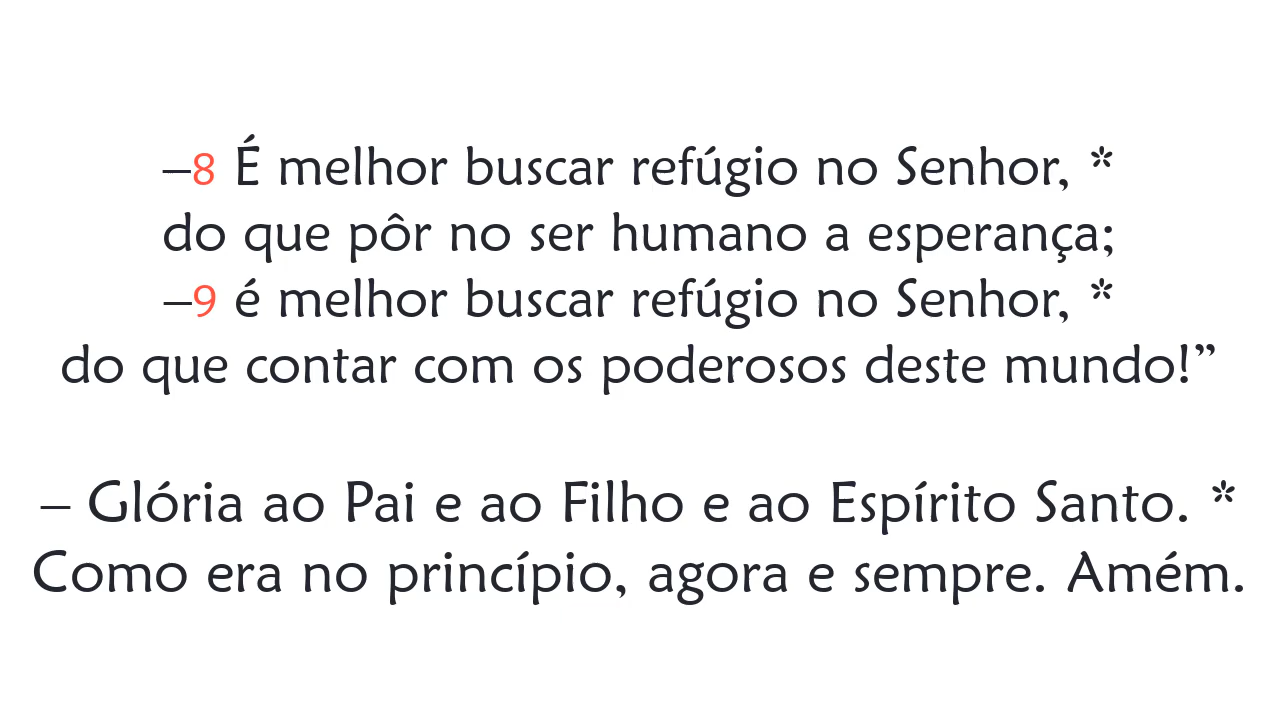 –8 É melhor buscar refúgio no Senhor, *
do que pôr no ser humano a esperança;
–9 é melhor buscar refúgio no Senhor, *
do que contar com os poderosos deste mundo!”
– Glória ao Pai e ao Filho e ao Espírito Santo. *
Como era no princípio, agora e sempre. Amém.